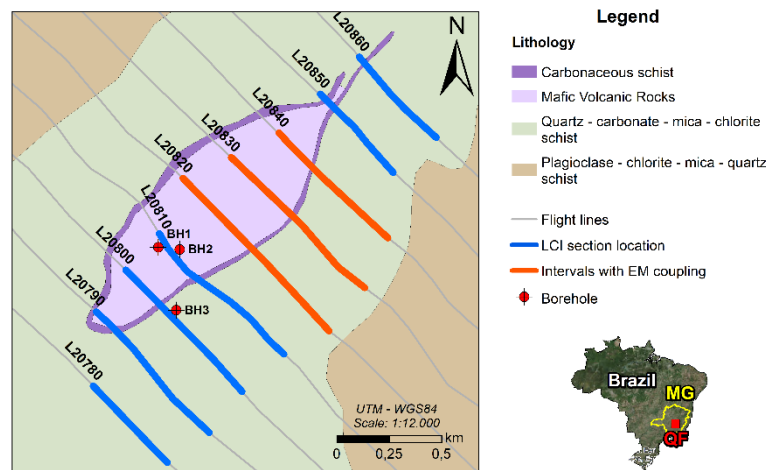 N
L20860
L20850
L20840
L20830
L20820
L20810
L20800
L20790
L20780
BH1
BH2
BH3
UTM - WGS84
Scale: 1:12.000
0 0,25 0,5
km
Legend
Lithology
Carbonaceous schist
Mafic Volcanic Rocks
Quartz - carbonate - mica - chlorite
schist
Plagioclase - chlorite - mica - quartz
schist
Flight lines
LCI section location
Intervals with EM coupling
Borehole
Brazil
MG
QF